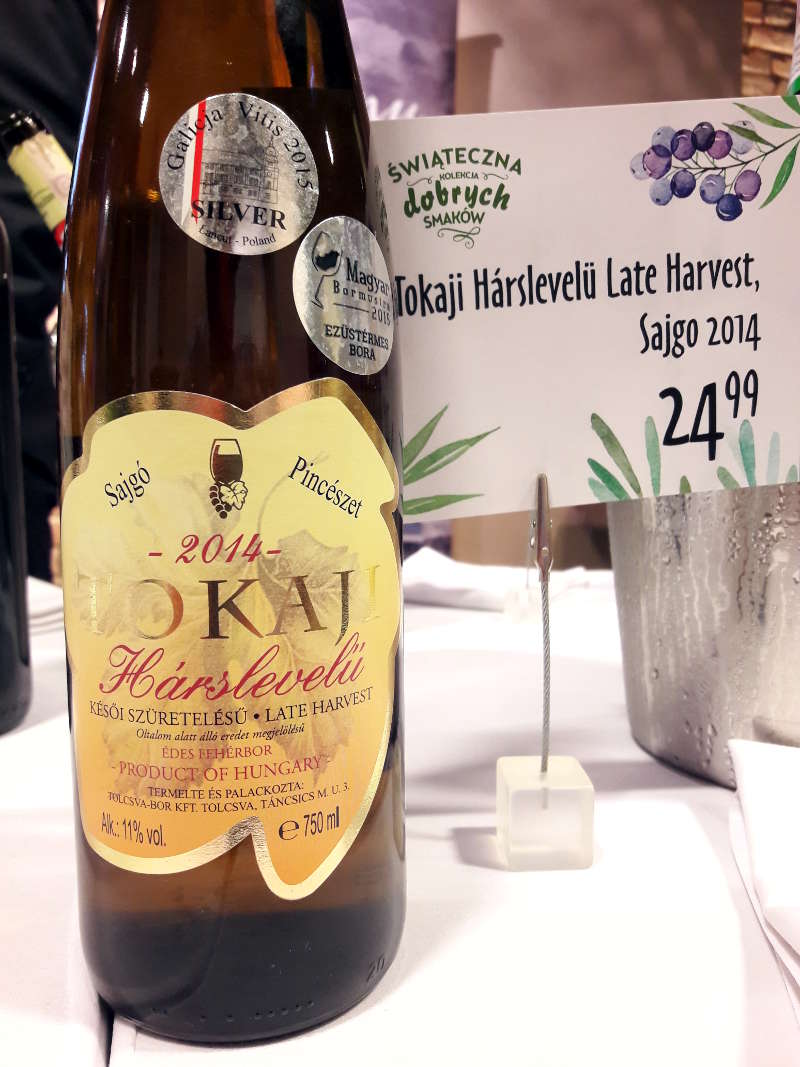 Galicja Vitis 2015
SILVER
Łańcut - Poland
Magyar
Bormustra
2015
EZÜSTÉRMES
BORA
Sajgó Pincészet
- 2014 -
TOKAJI
Hárslevelű
KÉSŐI SZÜRETELÉSŰ • LATE HARVEST
Oltalom alatt álló eredet megjelölésű
ÉDES FEHÉRBOR
- PRODUCT OF HUNGARY -
TERMELTE ÉS PALACKOZTA:
TOLCSVA-BOR KFT. TOLCSVA, TÁNCSICS M. U. 3.
Alk.: 11% vol. e 750 ml
ŚWIĄTECZNA
KOLEKCJA
dobrych
SMAKÓW
Tokaji Hárslevelü Late Harvest,
Sajgo 2014
24 99